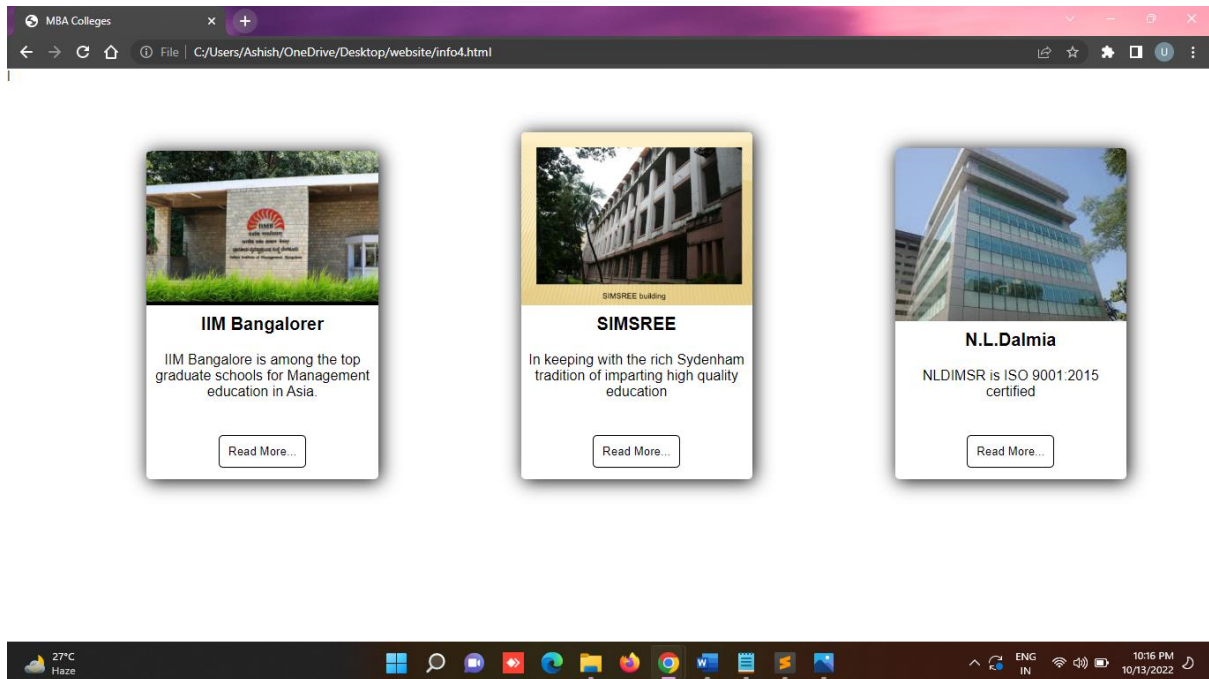 MBA Colleges
File
C:/Users/Ashish/OneDrive/Desktop/website/info4.html
U
IIMB
SIMSREE building
IIM Bangalorer
IIM Bangalore is among the top
graduate schools for Management
education in Asia.
Read More...
SIMSREE
In keeping with the rich Sydenham
tradition of imparting high quality
education
Read More...
N.L.Dalmia
NLDIMSR is ISO 9001:2015
certified
Read More...
27°C
Haze
ENG
IN
10:16 PM
10/13/2022